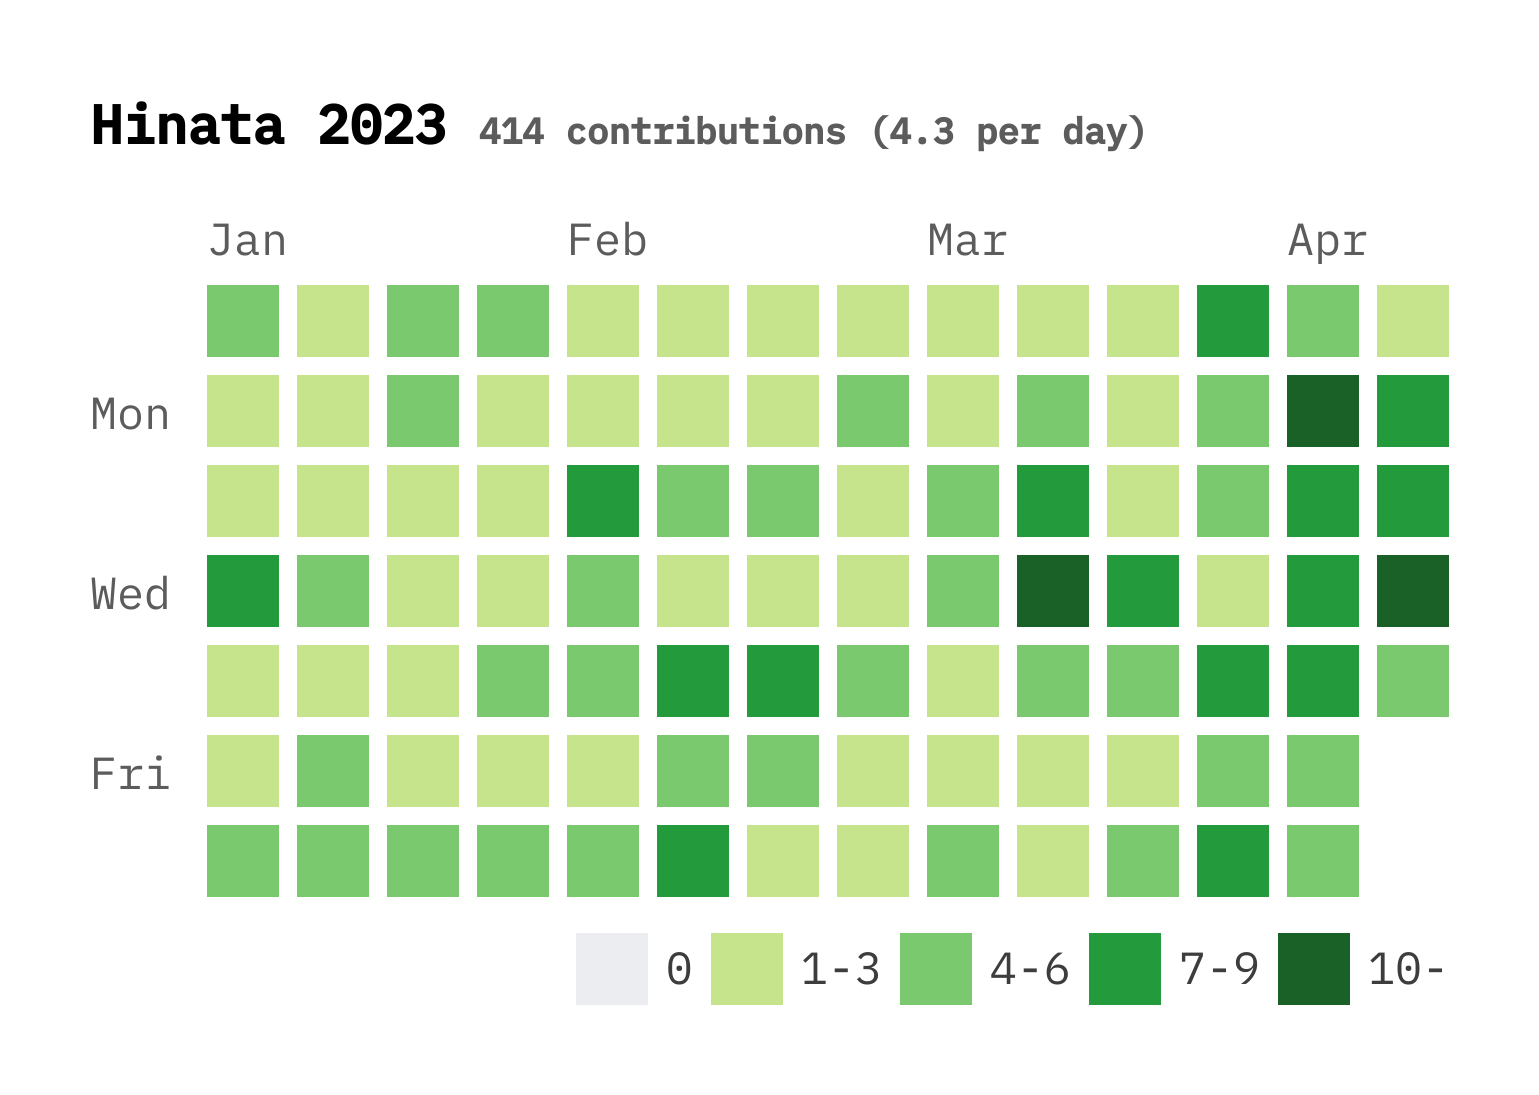 Hinata 2023 414 contributions (4.3 per day)
Jan Feb Mar Apr
Mon
Wed
Fri
0 1-3 4-6 7-9 10-